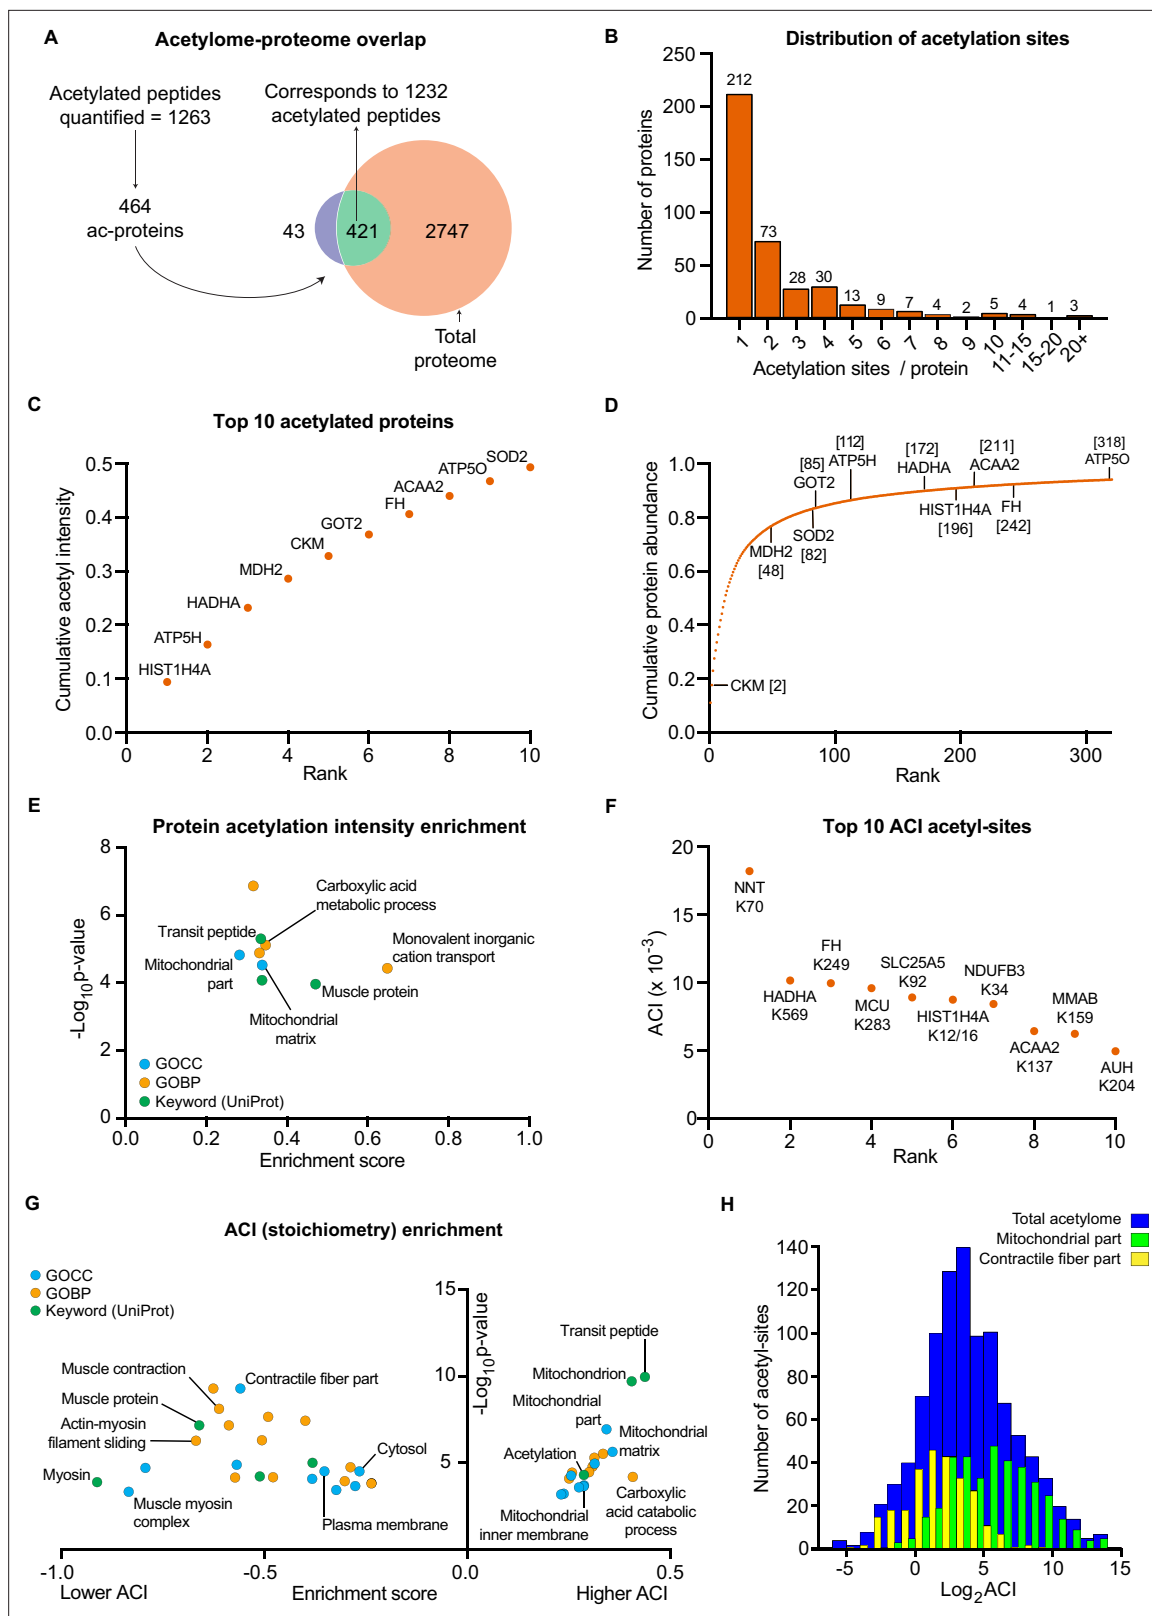 A
Acetylome-proteome overlap
Acetylated peptides
quantified = 1263
Corresponds to 1232
acetylated peptides
464
ac-proteins
43
421
2747
Total
proteome
B
Distribution of acetylation sites
Number of proteins
250
200
150
100
50
0
212
73
28
30
13
9
7
4
2
5
4
1
3
1
2
3
4
5
6
7
8
9
10
11-15
15-20
20+
Acetylation sites / protein
C
Top 10 acetylated proteins
Cumulative acetyl intensity
0.5
0.4
0.3
0.2
0.1
0.0
HIST1H4A
ATP5H
HADHA
MDH2
CKM
GOT2
FH
ACAA2
ATP5O
SOD2
0
2
4
6
8
10
Rank
D
Cumulative protein abundance
1.0
0.8
0.6
0.4
0.2
0.0
CKM [2]
MDH2
[48]
SOD2
[82]
[85]
GOT2
[112]
ATP5H
[172]
HADHA
HIST1H4A
[196]
[211]
ACAA2
FH
[242]
[318]
ATP5O
0
100
200
300
Rank
E
Protein acetylation intensity enrichment
-Log10p-value
8
6
4
2
0
Carboxylic acid
metabolic process
Transit peptide
Mitochondrial
part
Monovalent inorganic
cation transport
Muscle protein
Mitochondrial
matrix
GOCC
GOBP
Keyword (UniProt)
0.0
0.2
0.4
0.6
0.8
1.0
Enrichment score
F
Top 10 ACI acetyl-sites
ACI (x 10-3)
20
15
10
5
0
NNT
K70
HADHA
K569
FH
K249
MCU
K283
SLC25A5
K92
HIST1H4A
K12/16
NDUFB3
K34
ACAA2
K137
MMAB
K159
AUH
K204
0
2
4
6
8
10
Rank
G
ACI (stoichiometry) enrichment
GOCC
GOBP
Keyword (UniProt)
15
10
5
-Log10p-value
Muscle contraction
Contractile fiber part
Muscle protein
Actin-myosin
filament sliding
Myosin
Muscle myosin
complex
Cytosol
Plasma membrane
Transit peptide
Mitochondrion
Mitochondrial
part
Mitochondrial
matrix
Acetylation
Mitochondrial
inner membrane
Carboxylic
acid catabolic
process
-1.0
-0.5
0.0
0.5
Lower ACI
Enrichment score
Higher ACI
H
Total acetylome
Mitochondrial part
Contractile fiber part
Number of acetyl-sites
140
120
100
80
60
40
20
0
-5
0
5
10
15
Log2ACI